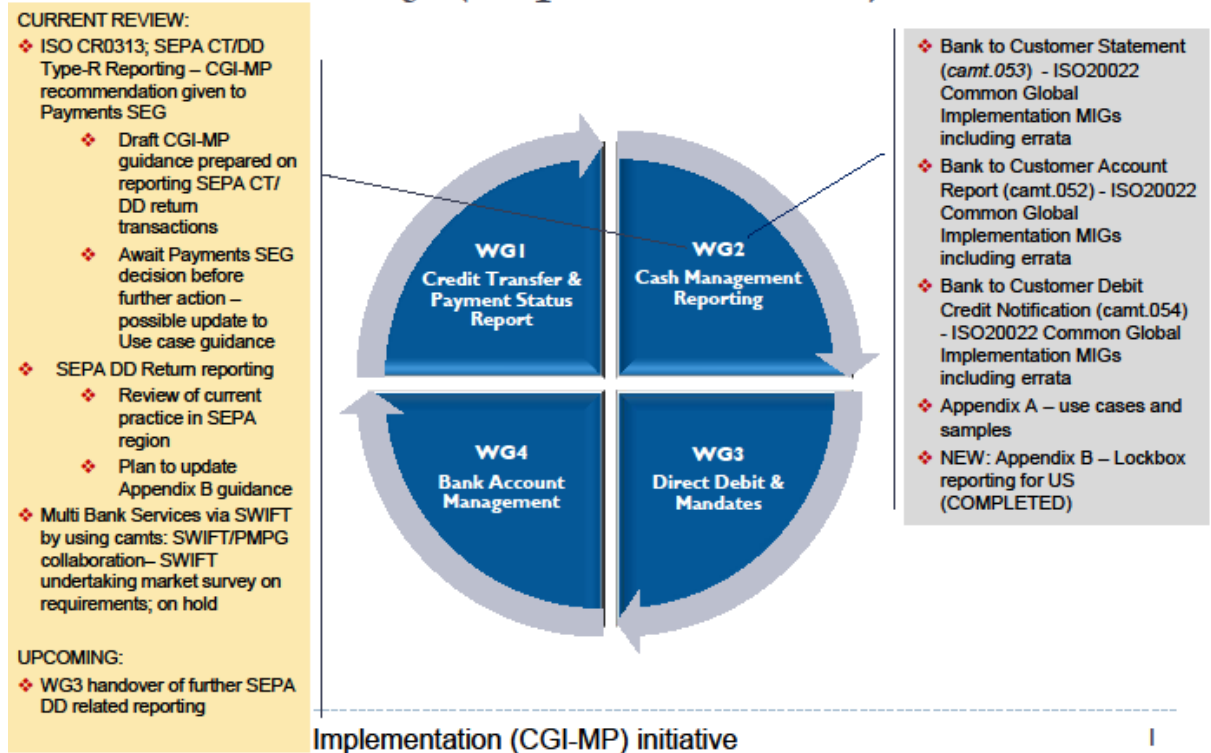 CURRENT REVIEW:
❖ ISO CR0313; SEPA CT/DD
Type-R Reporting – CGI-MP
recommendation given to
Payments SEG
❖ Draft CGI-MP
guidance prepared on
reporting SEPA CT/
DD return
transactions
❖ Await Payments SEG
decision before
further action –
possible update to
Use case guidance
❖ SEPA DD Return reporting
❖ Review of current
practice in SEPA
region
❖ Plan to update
Appendix B guidance
❖ Multi Bank Services via SWIFT
by using camts: SWIFT/PMPG
collaboration– SWIFT
undertaking market survey on
requirements; on hold
UPCOMING:
❖ WG3 handover of further SEPA
DD related reporting
WG1
Credit Transfer &
Payment Status
Report
WG2
Cash Management
Reporting
WG4
Bank Account
Management
WG3
Direct Debit &
Mandates
❖ Bank to Customer Statement
(camt.053) - ISO20022
Common Global
Implementation MIGs
including errata
❖ Bank to Customer Account
Report (camt.052) - ISO20022
Common Global
Implementation MIGs
including errata
❖ Bank to Customer Debit
Credit Notification (camt.054)
- ISO20022 Common Global
Implementation MIGs
including errata
❖ Appendix A – use cases and
samples
❖ NEW: Appendix B – Lockbox
reporting for US
(COMPLETED)
Implementation (CGI-MP) initiative